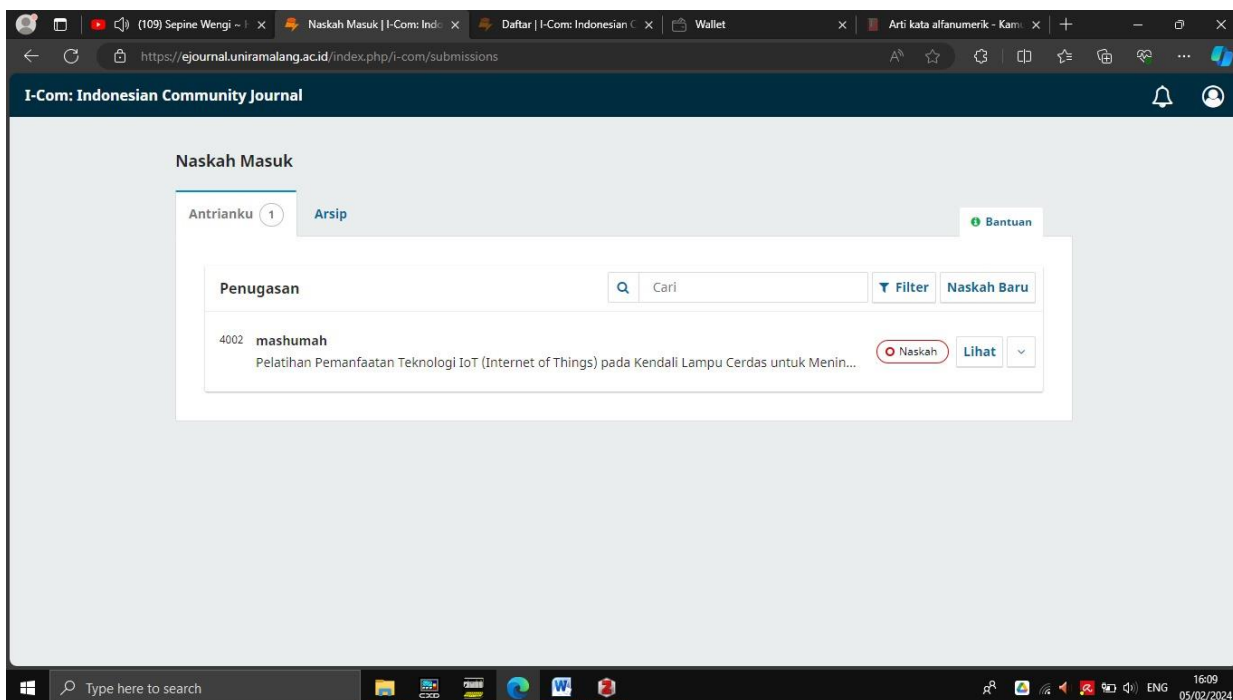 (109) Sepine Wengi ~
Naskah Masuk | I-Com: Indo
Daftar | I-Com: Indonesian C
Wallet
Arti kata alfanumerik - Kamu
https://ejournal.uniramalang.ac.id/index.php/i-com/submissions
I-Com: Indonesian Community Journal
Naskah Masuk
Antrianku 1
Arsip
Bantuan
Penugasan
Cari
Filter
Naskah Baru
4002 mashumah
Naskah
Lihat
Pelatihan Pemanfaatan Teknologi IoT (Internet of Things) pada Kendali Lampu Cerdas untuk Menin...
Type here to search
CXD
ENG
16:09
05/02/2024